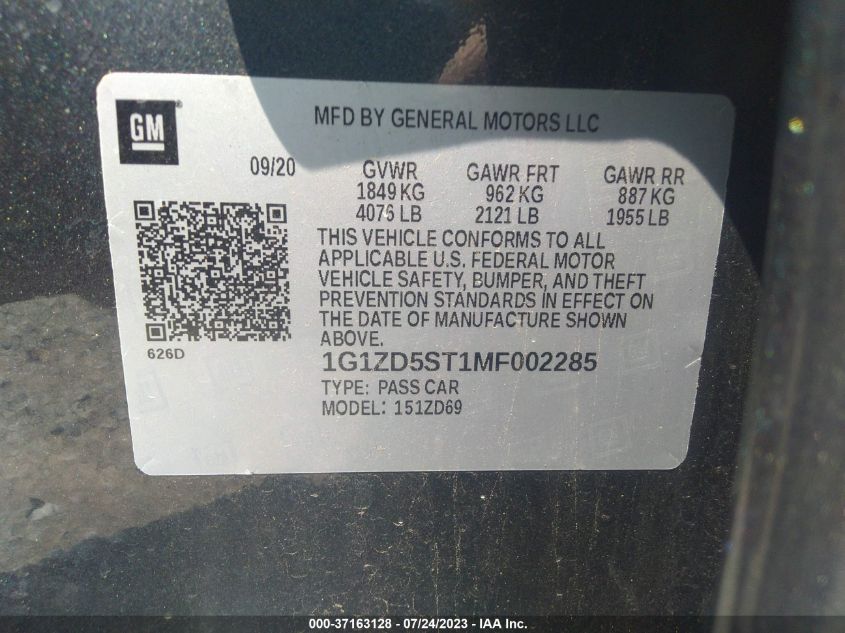 GM
MFD BY GENERAL MOTORS LLC
09/20
GVWR GAWR FRT GAWR RR
1849 KG 962 KG 887 KG
4076 LB 2121 LB 1955 LB
THIS VEHICLE CONFORMS TO ALL
APPLICABLE U.S. FEDERAL MOTOR
VEHICLE SAFETY, BUMPER, AND THEFT
PREVENTION STANDARDS IN EFFECT ON
THE DATE OF MANUFACTURE SHOWN
ABOVE.
626D
1G1ZD5ST1MF002285
TYPE: PASS CAR
MODEL: 151ZD69
000-37163128 - 07/24/2023 - IAA Inc.